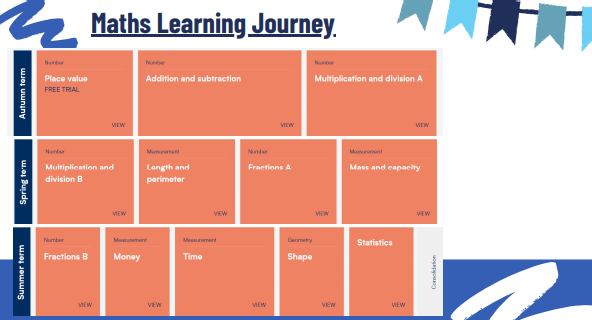 Maths Learning Journey
Autumn term
Number
Place value
FREE TRIAL
VIEW
Number
Addition and subtraction
VIEW
Number
Multiplication and division A
VIEW
Spring term
Number
Multiplication and
division B
VIEW
Measurement
Length and
perimeter
VIEW
Number
Fractions A
VIEW
Measurement
Mass and capacity
VIEW
Summer term
Number
Fractions B
VIEW
Measurement
Money
VIEW
Measurement
Time
VIEW
Geometry
Shape
VIEW
Statistics
VIEW
Consolidation